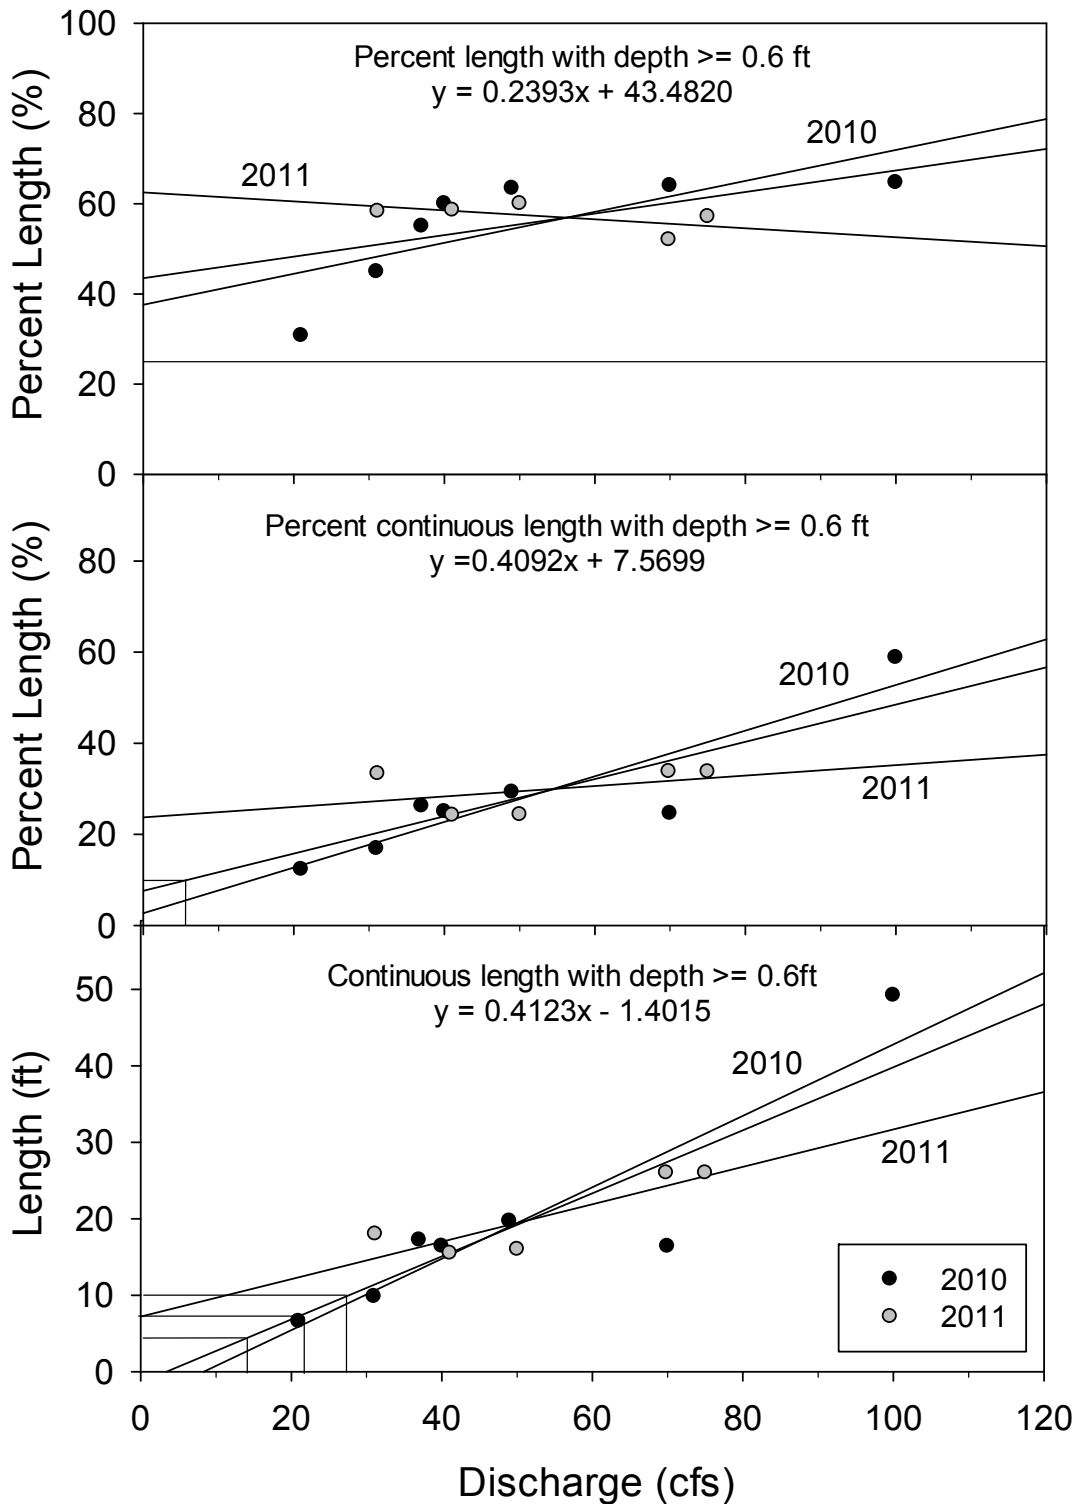 100
Percent length with depth >= 0.6 ft
y = 0.2393x + 43.4820
80
2010
2011
60
40
20
0
Percent Length (%)
Percent continuous length with depth >= 0.6 ft
y =0.4092x + 7.5699
80
60
2010
40
2011
20
0
Percent Length (%)
Continuous length with depth >= 0.6ft
y = 0.4123x - 1.4015
50
40
2010
30
2011
20
10
0
Length (ft)
2010
2011
0 20 40 60 80 100 120
Discharge (cfs)